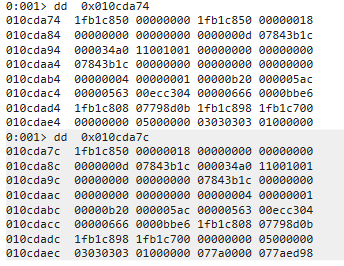 0:001> dd 0x010cda74
010cda74 1fb1c850 00000000 1fb1c850 00000018
010cda84 00000000 00000000 0000000d 07843b1c
010cda94 000034a0 11001001 00000000 00000000
010cdaa4 07843b1c 00000000 00000000 00000000
010cdab4 00000004 00000001 00000b20 000005ac
010cdac4 00000563 00ecc304 00000666 0000bbe6
010cdad4 1fb1c808 07798d0b 1fb1c898 1fb1c700
010cdae4 00000000 05000000 03030303 01000000
0:001> dd 0x010cda7c
010cda7c 1fb1c850 00000018 00000000 00000000
010cda8c 0000000d 07843b1c 000034a0 11001001
010cda9c 00000000 00000000 07843b1c 00000000
010cdaac 00000000 00000000 00000004 00000001
010cdabc 00000b20 000005ac 00000563 00ecc304
010cdacc 00000666 0000bbe6 1fb1c808 07798d0b
010cdadc 1fb1c898 1fb1c700 00000000 05000000
010cdaec 03030303 01000000 077a0000 077aed98